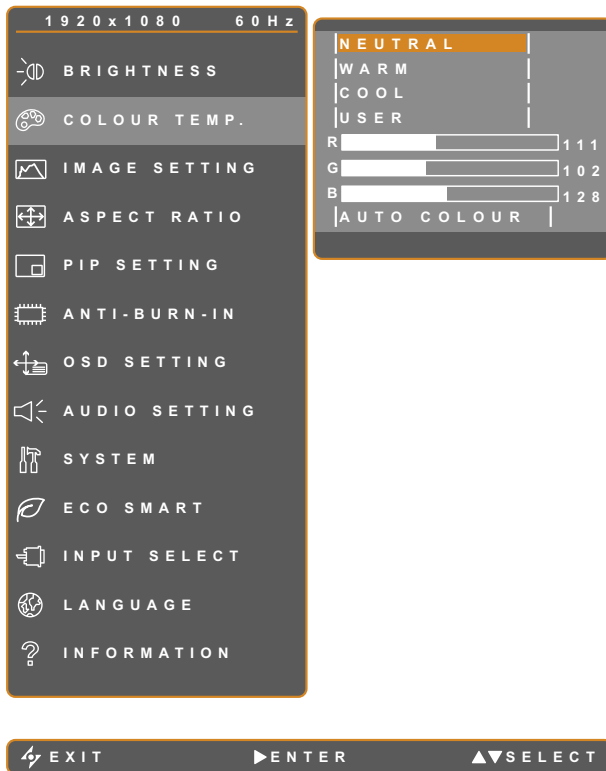 1920x1080 60Hz
BRIGHTNESS
COLOUR TEMP.
IMAGE SETTING
ASPECT RATIO
PIP SETTING
ANTI-BURN-IN
OSD SETTING
AUDIO SETTING
SYSTEM
ECO SMART
INPUT SELECT
LANGUAGE
INFORMATION
NEUTRAL
WARM
COOL
USER
R 111
G 102
B 128
AUTO COLOUR
EXIT ENTER SELECT